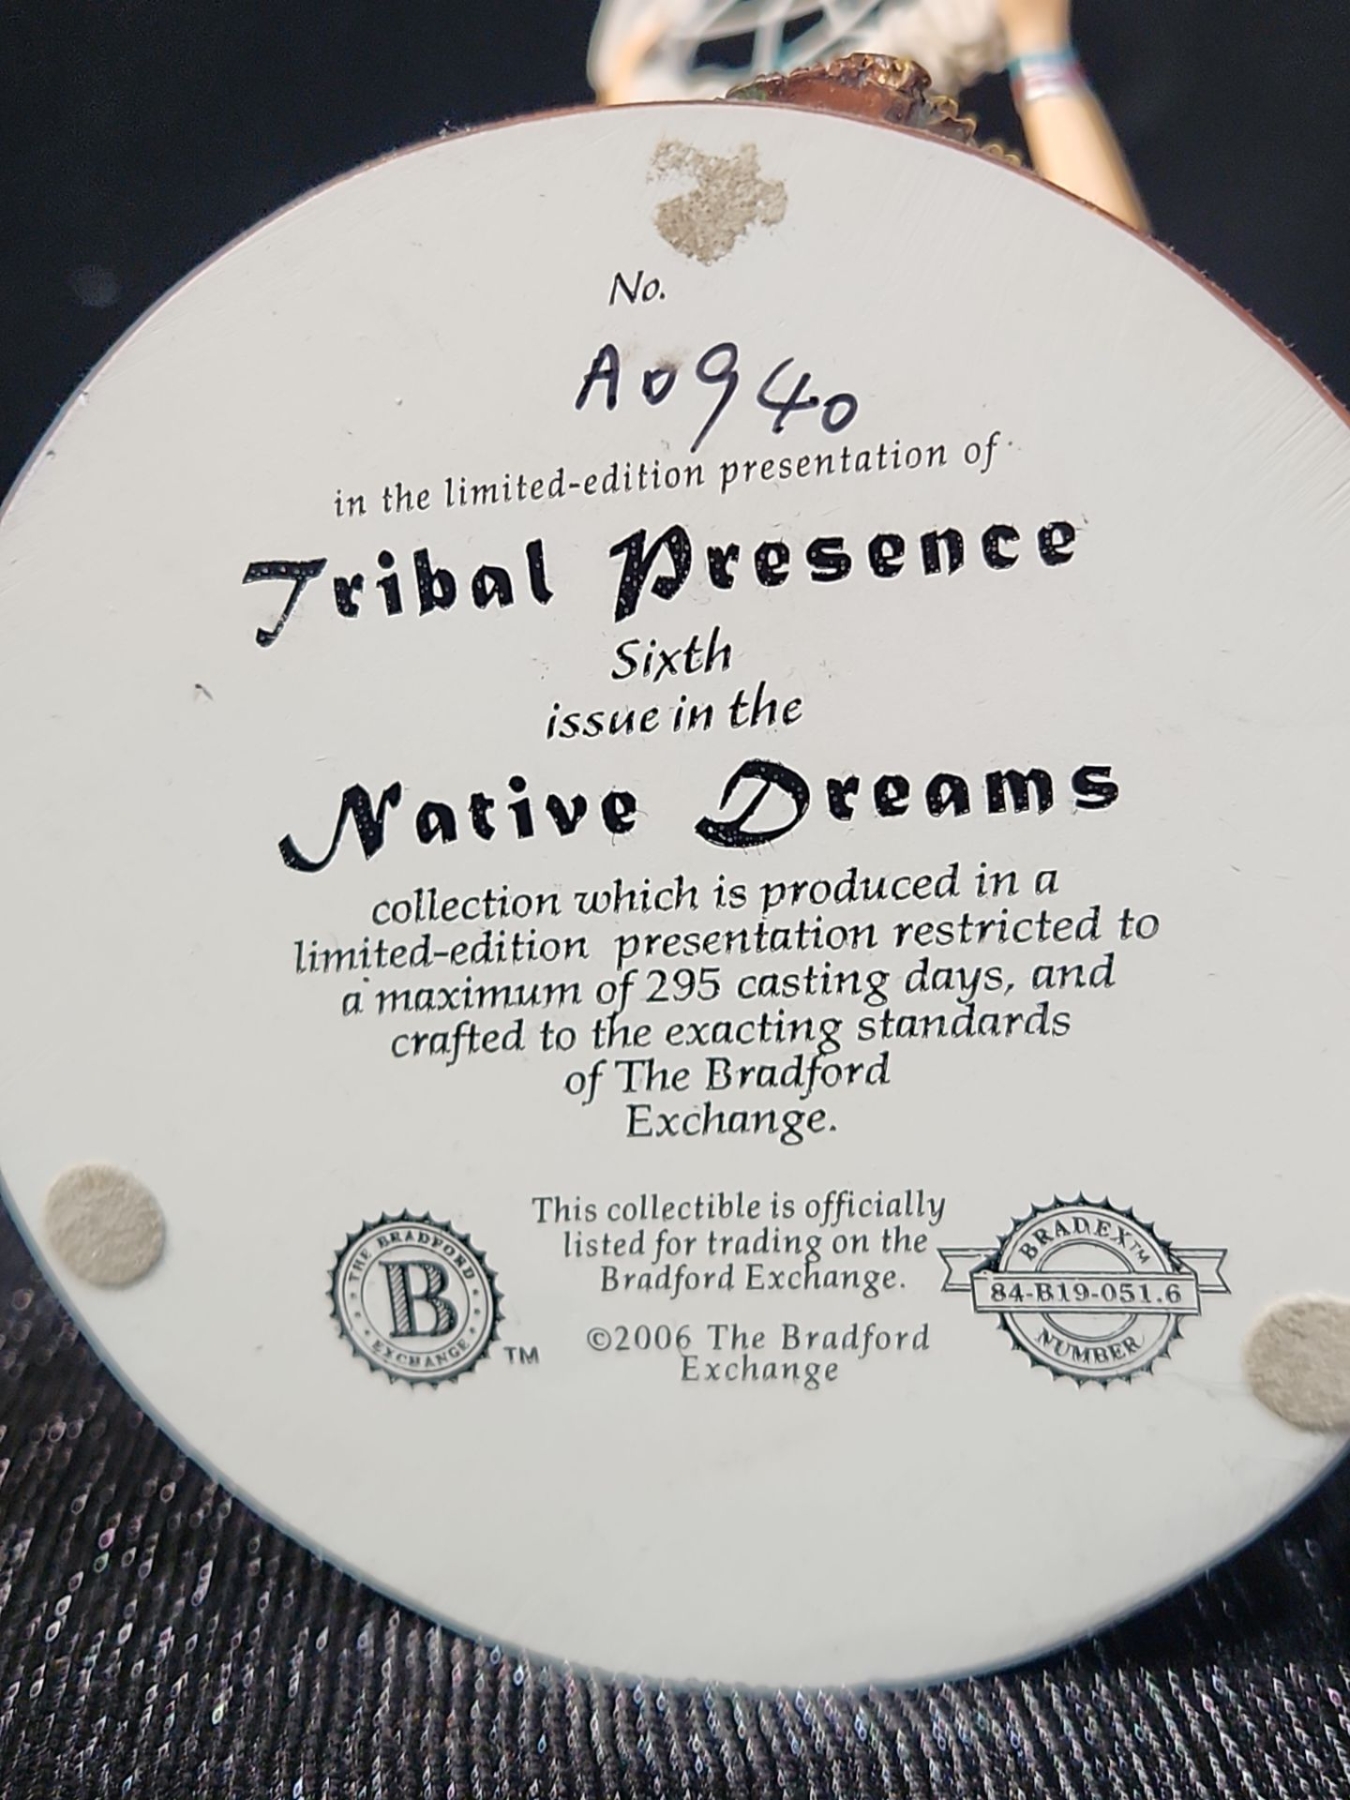 No.
A0940
in the limited-edition presentation of
Tribal Presence
Sixth
issue in the
Native Dreams
collection which is produced in a
limited-edition presentation restricted to
a maximum of 295 casting days, and
crafted to the exacting standards
of The Bradford
Exchange.
This collectible is officially
listed for trading on the
Bradford Exchange.
©2006 The Bradford
Exchange
THE BRADFORD
B
EXCHANGE
TM
BRADEX™
84-B19-051.6
NUMBER